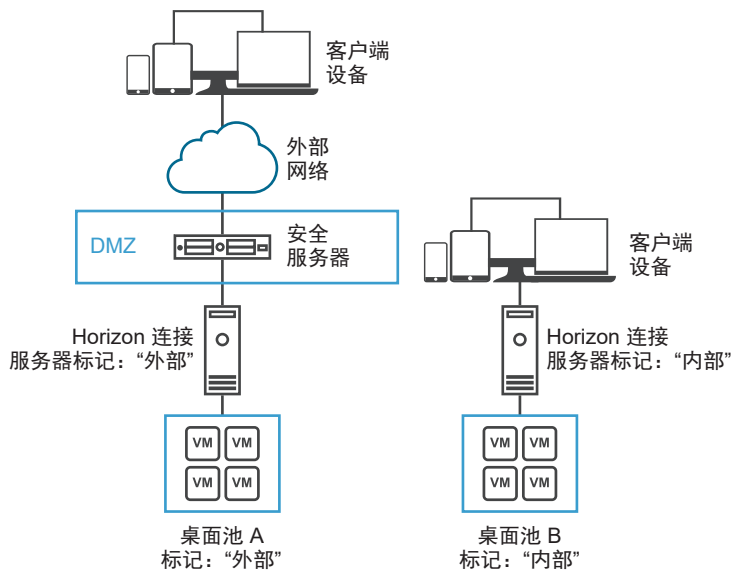 客户端
设备
外部
网络
DMZ
安全
服务器
客户端
设备
Horizon 连接
服务器标记：“外部”
Horizon 连接
服务器标记：“内部”
VM VM
VM VM
VM VM
VM VM
桌面池 A
标记：“外部”
桌面池 B
标记：“内部”